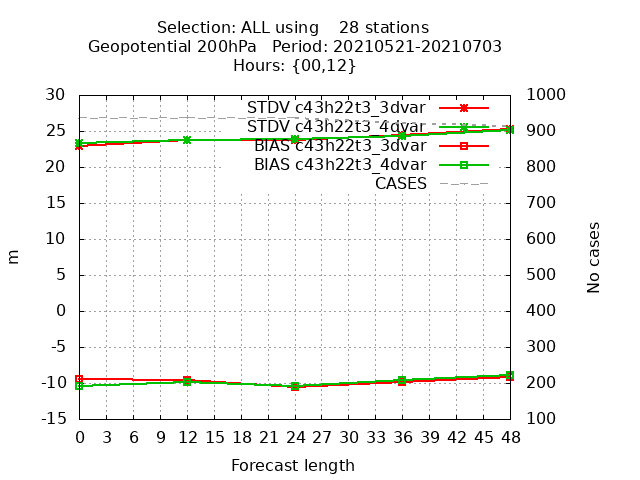 Selection: ALL using    28 stations
Geopotential 200hPa   Period: 20210521-20210703
Hours: {00,12}
30 1000
STDV c43h22t3_3dvar
25 STDV c43h22t3_4dvar 900
BIAS c43h22t3_3dvar
20 BIAS c43h22t3_4dvar 800
CASES
15 700
10 600
m
5 500
No cases
0 400
-5 300
-10 200
-15 100
0 3 6 9 12 15 18 21 24 27 30 33 36 39 42 45 48
Forecast length